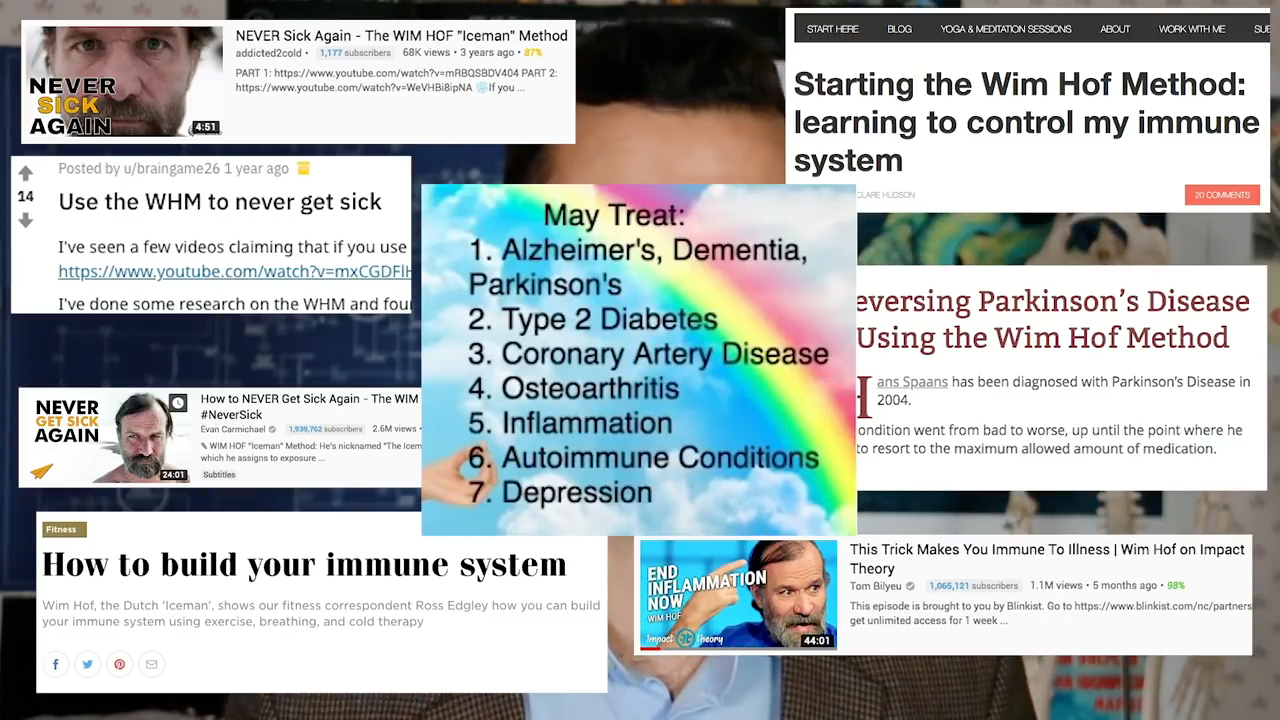 NEVER Sick Again - The WIM HOF "Iceman" Method
addicted2cold • 1,177 subscribers 68K views • 3 years ago • 87%
PART 1: https://www.youtube.com/watch?v=mRBQSBDV404 PART 2:
https://www.youtube.com/watch?v=WeVHBi8ipNA ❄If you ...
NEVER
SICK
AGAIN
4:51
START HERE BLOG YOGA & MEDITATION SESSIONS ABOUT WORK WITH ME
Starting the Wim Hof Method:
learning to control my immune
system
CLARE HUDSON
20 COMMENTS
Posted by u/braingame26 1 year ago
14
Use the WHM to never get sick
I've seen a few videos claiming that if you use
https://www.youtube.com/watch?v=mxCGDFlH
I've done some research on the WHM and
May Treat:
1. Alzheimer's, Dementia,
Parkinson's
2. Type 2 Diabetes
3. Coronary Artery Disease
4. Osteoarthritis
5. Inflammation
6. Autoimmune Conditions
7. Depression
eversing Parkinson's Disease
Using the Wim Hof Method
Hans Spaans has been diagnosed with Parkinson's Disease in
2004.
ondition went from bad to worse, up until the point where he
to resort to the maximum allowed amount of medication.
NEVER
GET SICK
AGAIN
24:01
How to NEVER Get Sick Again - The WIM
#NeverSick
Evan Carmichael 1,939,762 subscribers 2.6M views •
WIM HOF "Iceman" Method: He's nicknamed "The Icem
which he assigns to exposure ...
Subtitles
Fitness
How to build your immune system
Wim Hof, the Dutch 'Iceman', shows our fitness correspondent Ross Edgley how you can build
your immune system using exercise, breathing, and cold therapy
END
INFLAMMATION
NOW
WIM HOF
Impact Theory
44:01
This Trick Makes You Immune To Illness | Wim Hof on Impact
Theory
Tom Bilyeu 1,065,121 subscribers 1.1M views • 5 months ago • 98%
This episode is brought to you by Blinkist. Go to https://www.blinkist.com/nc/partners
get unlimited access for 1 week ...